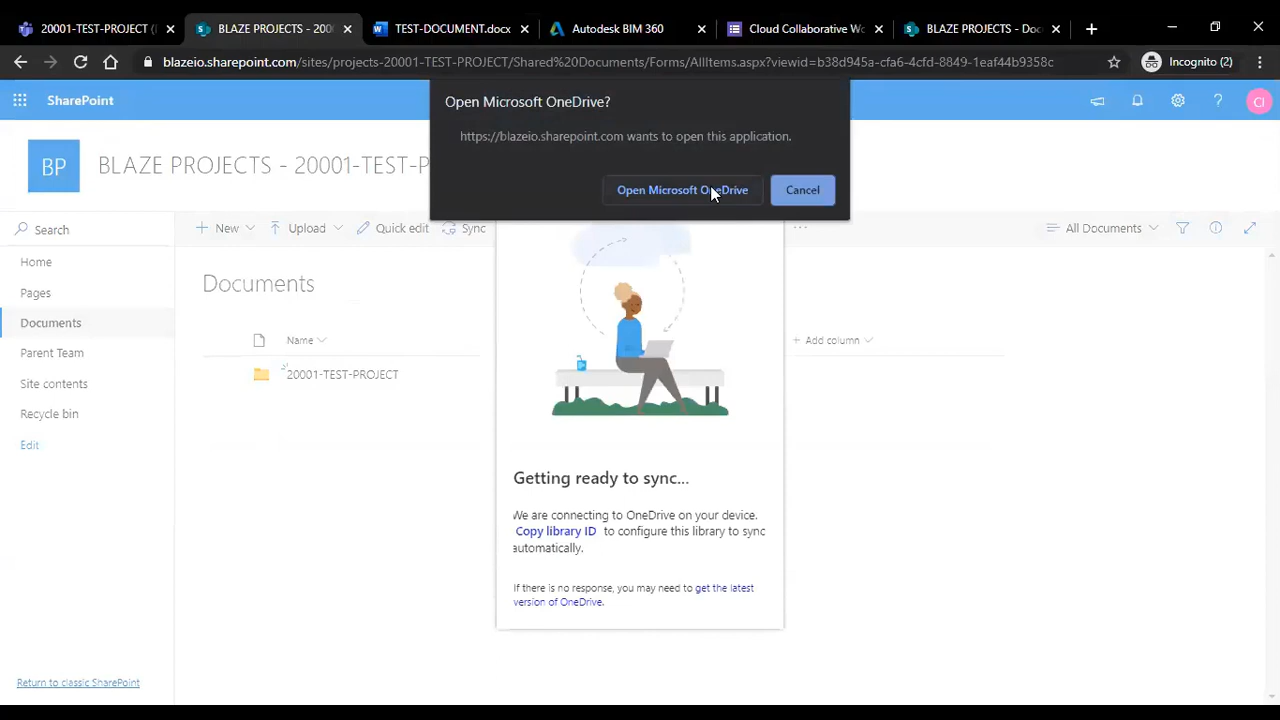 20001-TEST-PROJECT (
BLAZE PROJECTS - 200
TEST-DOCUMENT.docx
Autodesk BIM 360
Cloud Collaborative Wo
BLAZE PROJECTS - Doc
blazeio.sharepoint.com/sites/projects-20001-TEST-PROJECT/Shared%20Documents/Forms/AllItems.aspx?viewid=b38d945a-cfa6-4cfd-8849-1eaf44b9358c
Incognito (2)
SharePoint
?
CI
Open Microsoft OneDrive?
https://blazeio.sharepoint.com wants to open this application.
Open Microsoft OneDrive
Cancel
BP
BLAZE PROJECTS - 20001-TEST-P
Search
New
Upload
Quick edit
Sync
All Documents
Home
Pages
Documents
Parent Team
Site contents
Recycle bin
Edit
Documents
Name
Add column
20001-TEST-PROJECT
Getting ready to sync...
We are connecting to OneDrive on your device.
Copy library ID to configure this library to sync
automatically.
If there is no response, you may need to get the latest
version of OneDrive.
Return to classic SharePoint